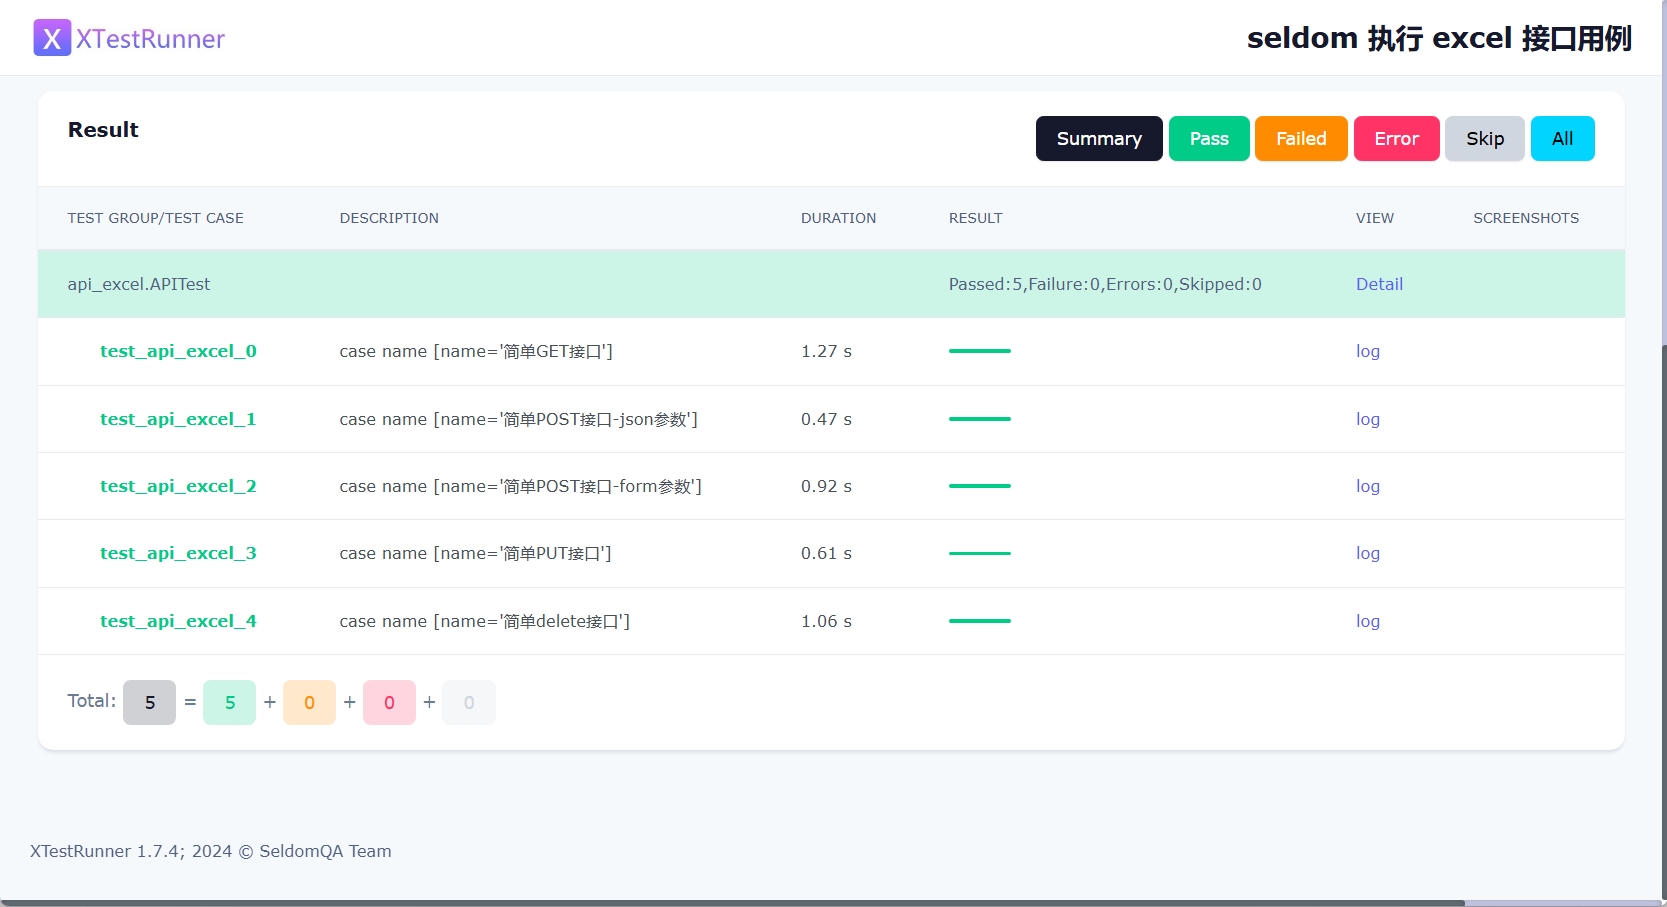 X XTestRunner
seldom 执行 excel 接口用例
Result
Summary Pass Failed Error Skip All
TEST GROUP/TEST CASE DESCRIPTION DURATION RESULT VIEW SCREENSHOTS
api_excel.APITest Passed:5,Failure:0,Errors:0,Skipped:0 Detail
test_api_excel_0 case name [name='简单GET接口'] 1.27 s log
test_api_excel_1 case name [name='简单POST接口-json参数'] 0.47 s log
test_api_excel_2 case name [name='简单POST接口-form参数'] 0.92 s log
test_api_excel_3 case name [name='简单PUT接口'] 0.61 s log
test_api_excel_4 case name [name='简单delete接口'] 1.06 s log
Total: 5 = 5 + 0 + 0 + 0
XTestRunner 1.7.4; 2024 © SeldomQA Team